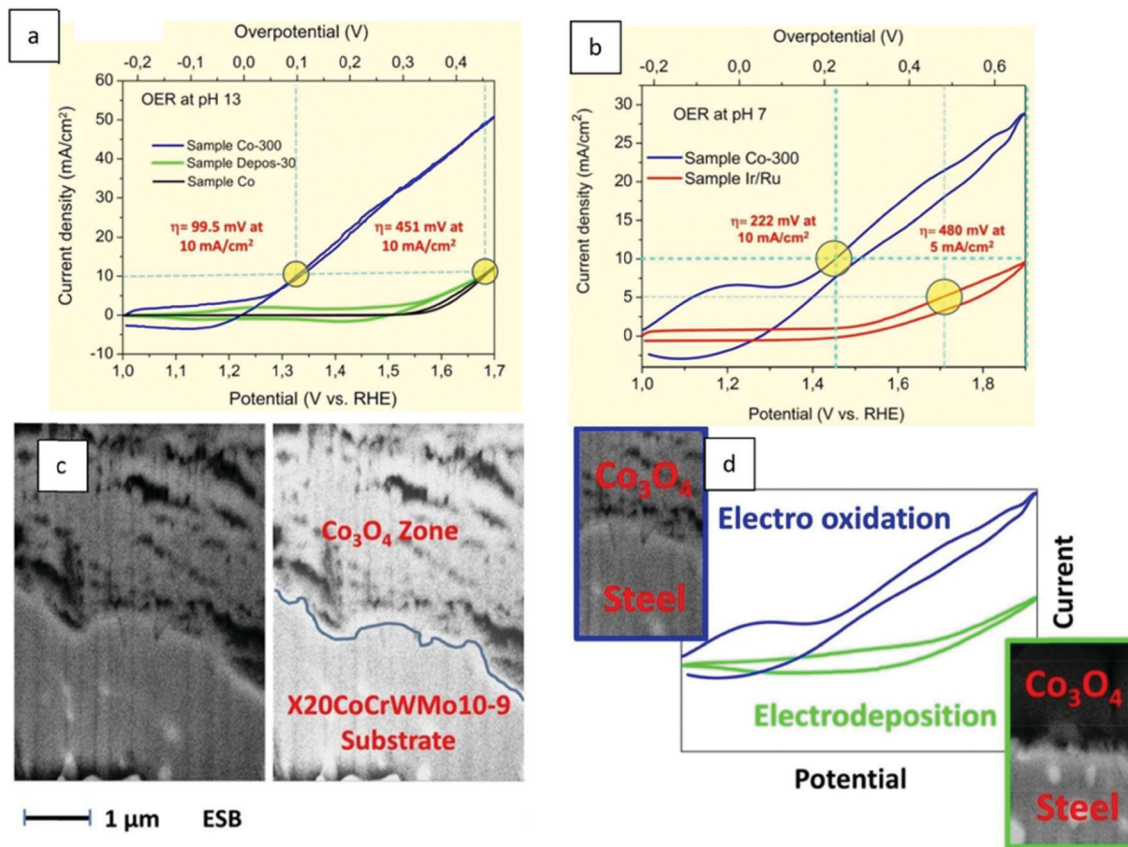 a
Overpotential (V)
-0,2 -0,1 0,0 0,1 0,2 0,3 0,4
60
50
40
30
20
10
0
-10
Current density (mA/cm²)
OER at pH 13
Sample Co-300
Sample Depos-30
Sample Co
η= 99.5 mV at
10 mA/cm²
η= 451 mV at
10 mA/cm²
1,0 1,1 1,2 1,3 1,4 1,5 1,6 1,7
Potential (V vs. RHE)
b
Overpotential (V)
-0,2 0,0 0,2 0,4 0,6
30
25
20
15
10
5
0
Current density (mA/cm²)
OER at pH 7
Sample Co-300
Sample Ir/Ru
η= 222 mV at
10 mA/cm²
η= 480 mV at
5 mA/cm²
1,0 1,2 1,4 1,6 1,8
Potential (V vs. RHE)
c
Co₃O₄ Zone
X20CoCrWMo10-9
Substrate
1 µm ESB
d
Co₃O₄
Steel
Electro oxidation
Electrodeposition
Current
Potential
Co₃O₄
Steel